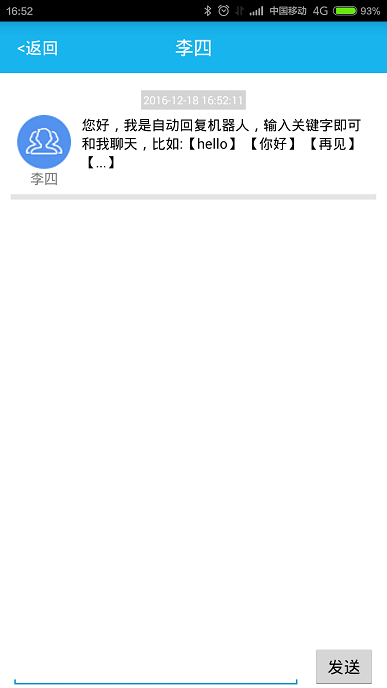 16:52 中国移动 4G 93%
<返回 李四
2016-12-18 16:52:11
您好，我是自动回复机器人，输入关键字即可
和我聊天，比如:【hello】【你好】【再见】
【...】
李四
发送